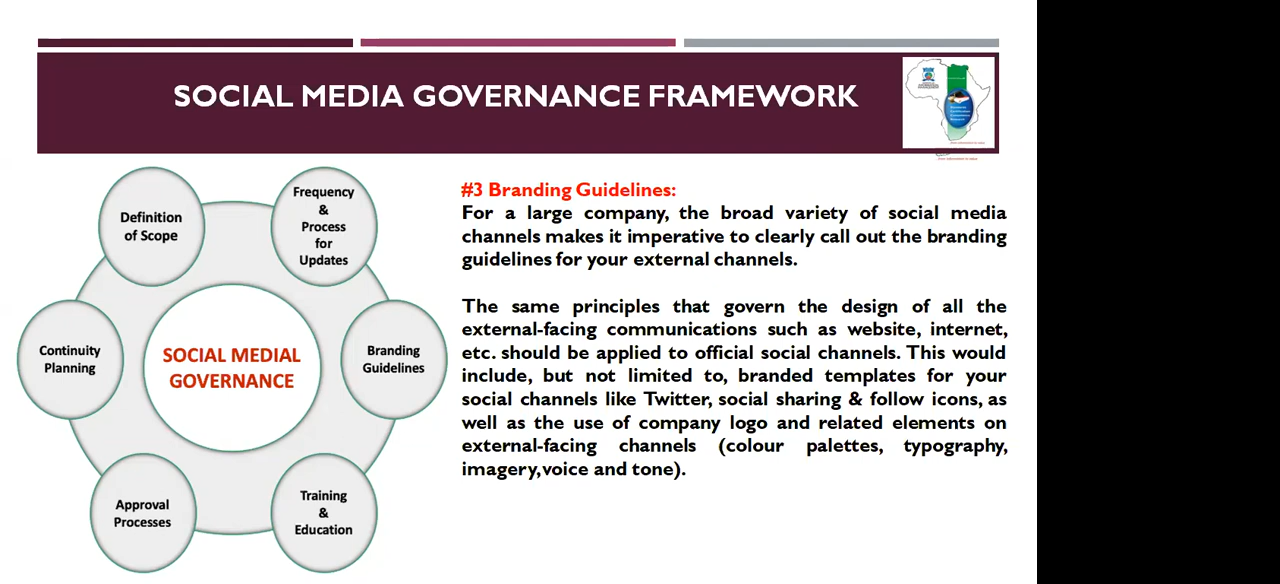 SOCIAL MEDIA GOVERNANCE FRAMEWORK
Definition
of Scope
Frequency
&
Process
for
Updates
Continuity
Planning
SOCIAL MEDIAL
GOVERNANCE
Branding
Guidelines
Approval
Processes
Training
&
Education
#3 Branding Guidelines:
For a large company, the broad variety of social media
channels makes it imperative to clearly call out the branding
guidelines for your external channels.
The same principles that govern the design of all the
external-facing communications such as website, internet,
etc. should be applied to official social channels. This would
include, but not limited to, branded templates for your
social channels like Twitter, social sharing & follow icons, as
well as the use of company logo and related elements on
external-facing channels (colour palettes, typography,
imagery,voice and tone).